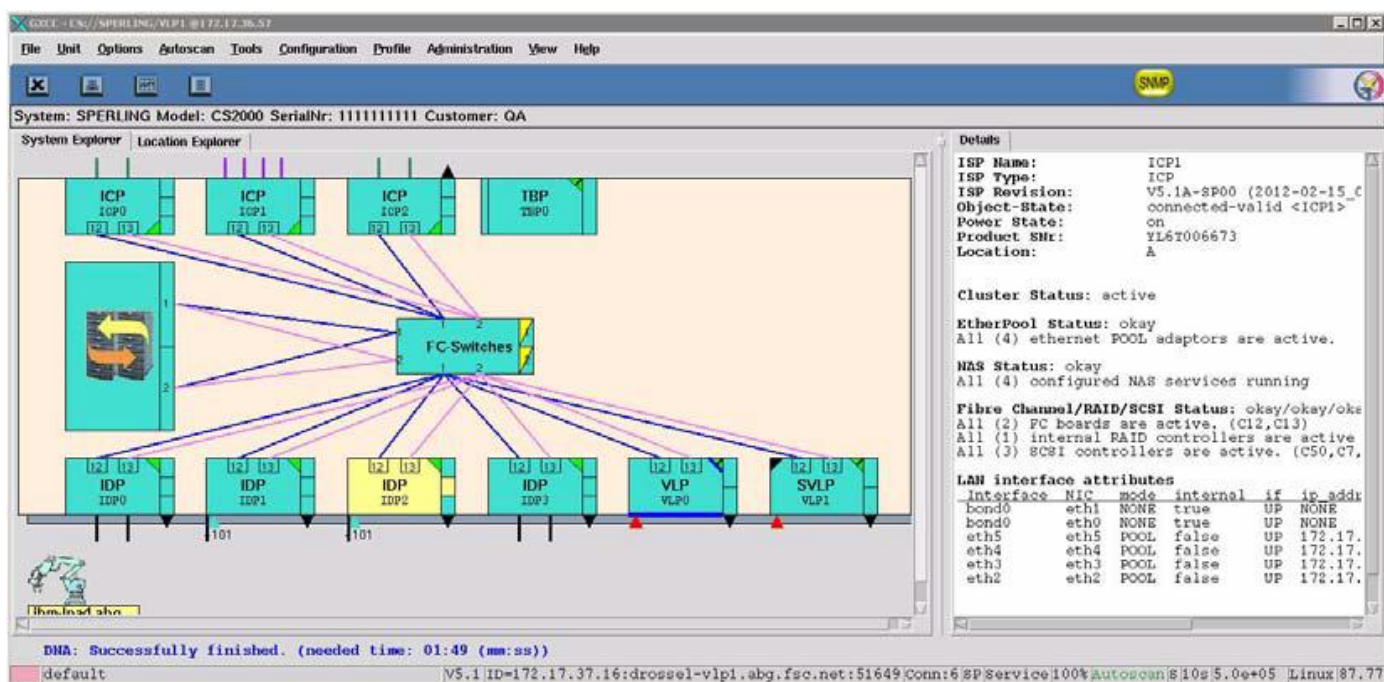 GXCC - CS://SPERLING/VLP1 @172.17.36.57
File Unit Options Autoscan Tools Configuration Profile Administration View Help
SNMP
System: SPERLING Model: CS2000 SerialNr: 1111111111 Customer: QA
System Explorer Location Explorer
ICP ICP ICP TBP
ICP0 ICP1 ICP2 TBP0
12 13 12 13 12 13
1 2
1
FC-Switches
2
1 2
2
12 13 12 13 12 13 12 13 12 13 12 13
IDP IDP IDP IDP VLP SVLP
IDP0 IDP1 IDP2 IDP3 VLP0 VLP1
101 101
Details
ISP Name: ICP1
ISP Type: ICP
ISP Revision: V5.1A-SP00 (2012-02-15_
Object-State: connected-valid <ICP1>
Power State: on
Product SNr: YL6T006673
Location: A
Cluster Status: active
EtherPool Status: okay
All (4) ethernet POOL adaptors are active.
NAS Status: okay
All (4) configured NAS services running
Fibre Channel/RAID/SCSI Status: okay/okay/oka
All (2) FC boards are active. (C12,C13)
All (1) internal RAID controllers are active
All (3) SCSI controllers are active. (C50,C7,
LAN interface attributes
Interface NIC mode internal if ip_addr
bond0 eth1 NONE true UP NONE
bond0 eth0 NONE true UP NONE
eth5 eth5 POOL false UP 172.17.
eth4 eth4 POOL false UP 172.17.
eth3 eth3 POOL false UP 172.17.
eth2 eth2 POOL false UP 172.17.
DNA: Successfully finished. (needed time: 01:49 (mm:ss))
default V5.1 ID=172.17.37.16:drossel-vlp1.abg.fsc.net:51649 Conn:6 SP Service 100% Autoscan S 10s 5.0e+05 Linux 87.77